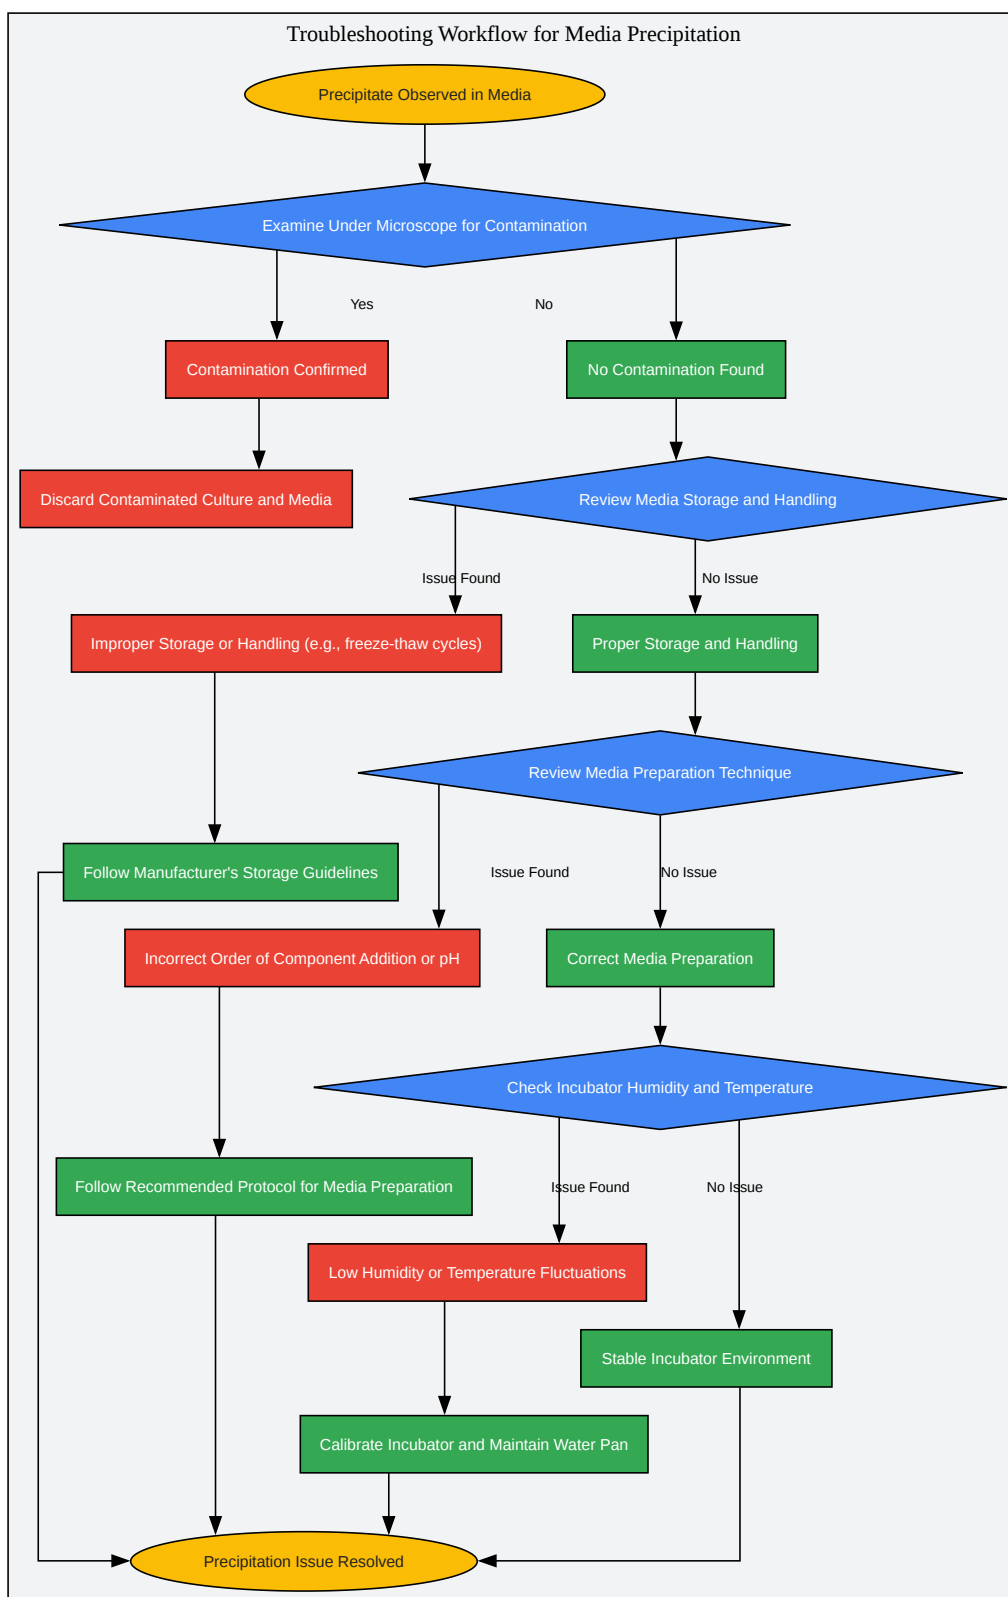 Troubleshooting Workflow for Media Precipitation
Precipitate Observed in Media
Examine Under Microscope for Contamination
Yes
No
Contamination Confirmed
No Contamination Found
Discard Contaminated Culture and Media
Review Media Storage and Handling
Issue Found
No Issue
Improper Storage or Handling (e.g., freeze-thaw cycles)
Proper Storage and Handling
Review Media Preparation Technique
Follow Manufacturer's Storage Guidelines
Issue Found
No Issue
Incorrect Order of Component Addition or pH
Correct Media Preparation
Check Incubator Humidity and Temperature
Follow Recommended Protocol for Media Preparation
Issue Found
No Issue
Low Humidity or Temperature Fluctuations
Stable Incubator Environment
Calibrate Incubator and Maintain Water Pan
Precipitation Issue Resolved